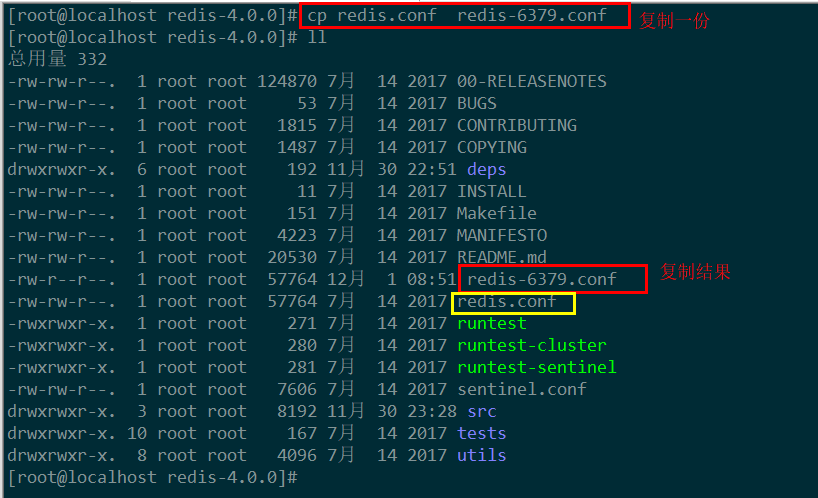 [root@localhost redis-4.0.0]# cp redis.conf  redis-6379.conf 复制一份
[root@localhost redis-4.0.0]# ll
总用量 332
-rw-rw-r--.  1 root root 124870 7月  14 2017 00-RELEASENOTES
-rw-rw-r--.  1 root root     53 7月  14 2017 BUGS
-rw-rw-r--.  1 root root   1815 7月  14 2017 CONTRIBUTING
-rw-rw-r--.  1 root root   1487 7月  14 2017 COPYING
drwxrwxr-x.  6 root root    192 11月 30 22:51 deps
-rw-rw-r--.  1 root root     11 7月  14 2017 INSTALL
-rw-rw-r--.  1 root root    151 7月  14 2017 Makefile
-rw-rw-r--.  1 root root   4223 7月  14 2017 MANIFESTO
-rw-rw-r--.  1 root root  20530 7月  14 2017 README.md
-rw-r--r--.  1 root root  57764 12月  1 08:51 redis-6379.conf 复制结果
-rw-rw-r--.  1 root root  57764 7月  14 2017 redis.conf
-rwxrwxr-x.  1 root root    271 7月  14 2017 runtest
-rwxrwxr-x.  1 root root    280 7月  14 2017 runtest-cluster
-rwxrwxr-x.  1 root root    281 7月  14 2017 runtest-sentinel
-rw-rw-r--.  1 root root   7606 7月  14 2017 sentinel.conf
drwxrwxr-x.  3 root root   8192 11月 30 23:28 src
drwxrwxr-x. 10 root root    167 7月  14 2017 tests
drwxrwxr-x.  8 root root   4096 7月  14 2017 utils
[root@localhost redis-4.0.0]#